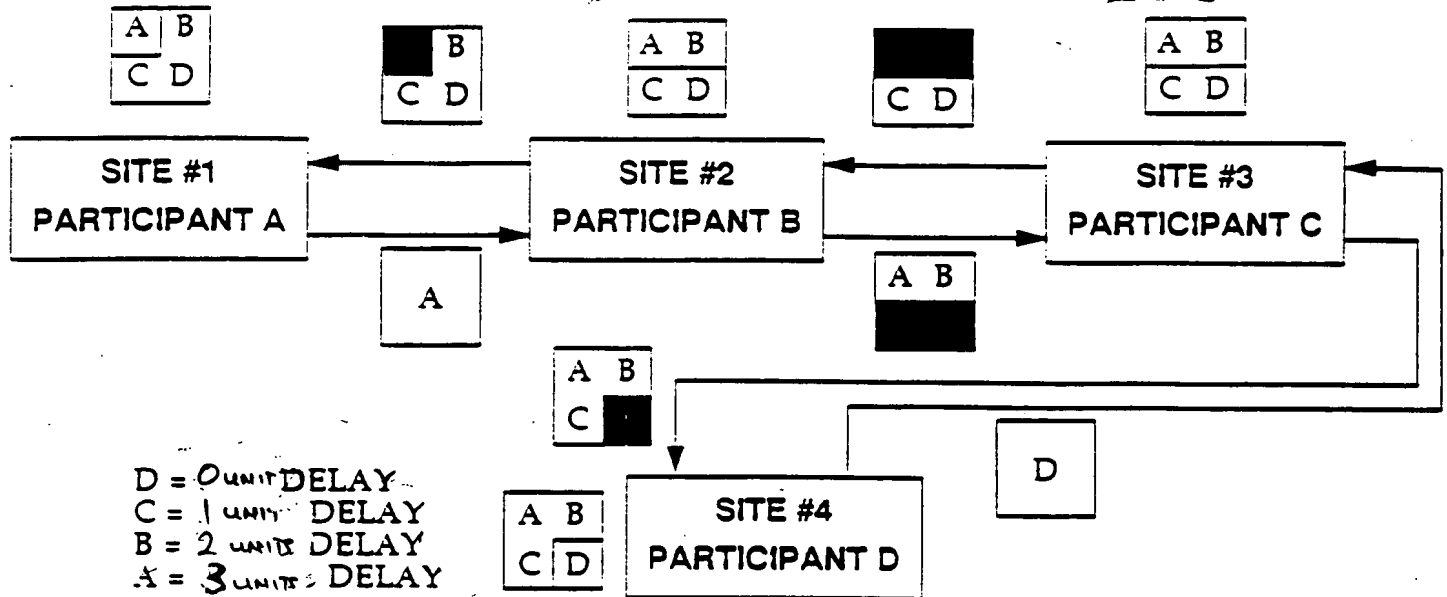 A B
C D
B
C D
A B
C D
C D
A B
C D
SITE #1
PARTICIPANT A
SITE #2
PARTICIPANT B
SITE #3
PARTICIPANT C
A
A B
A B
C
D
D = 0 UNIT DELAY
C = 1 UNIT DELAY
B = 2 UNITS DELAY
A = 3 UNITS DELAY
A B
C D
SITE #4
PARTICIPANT D